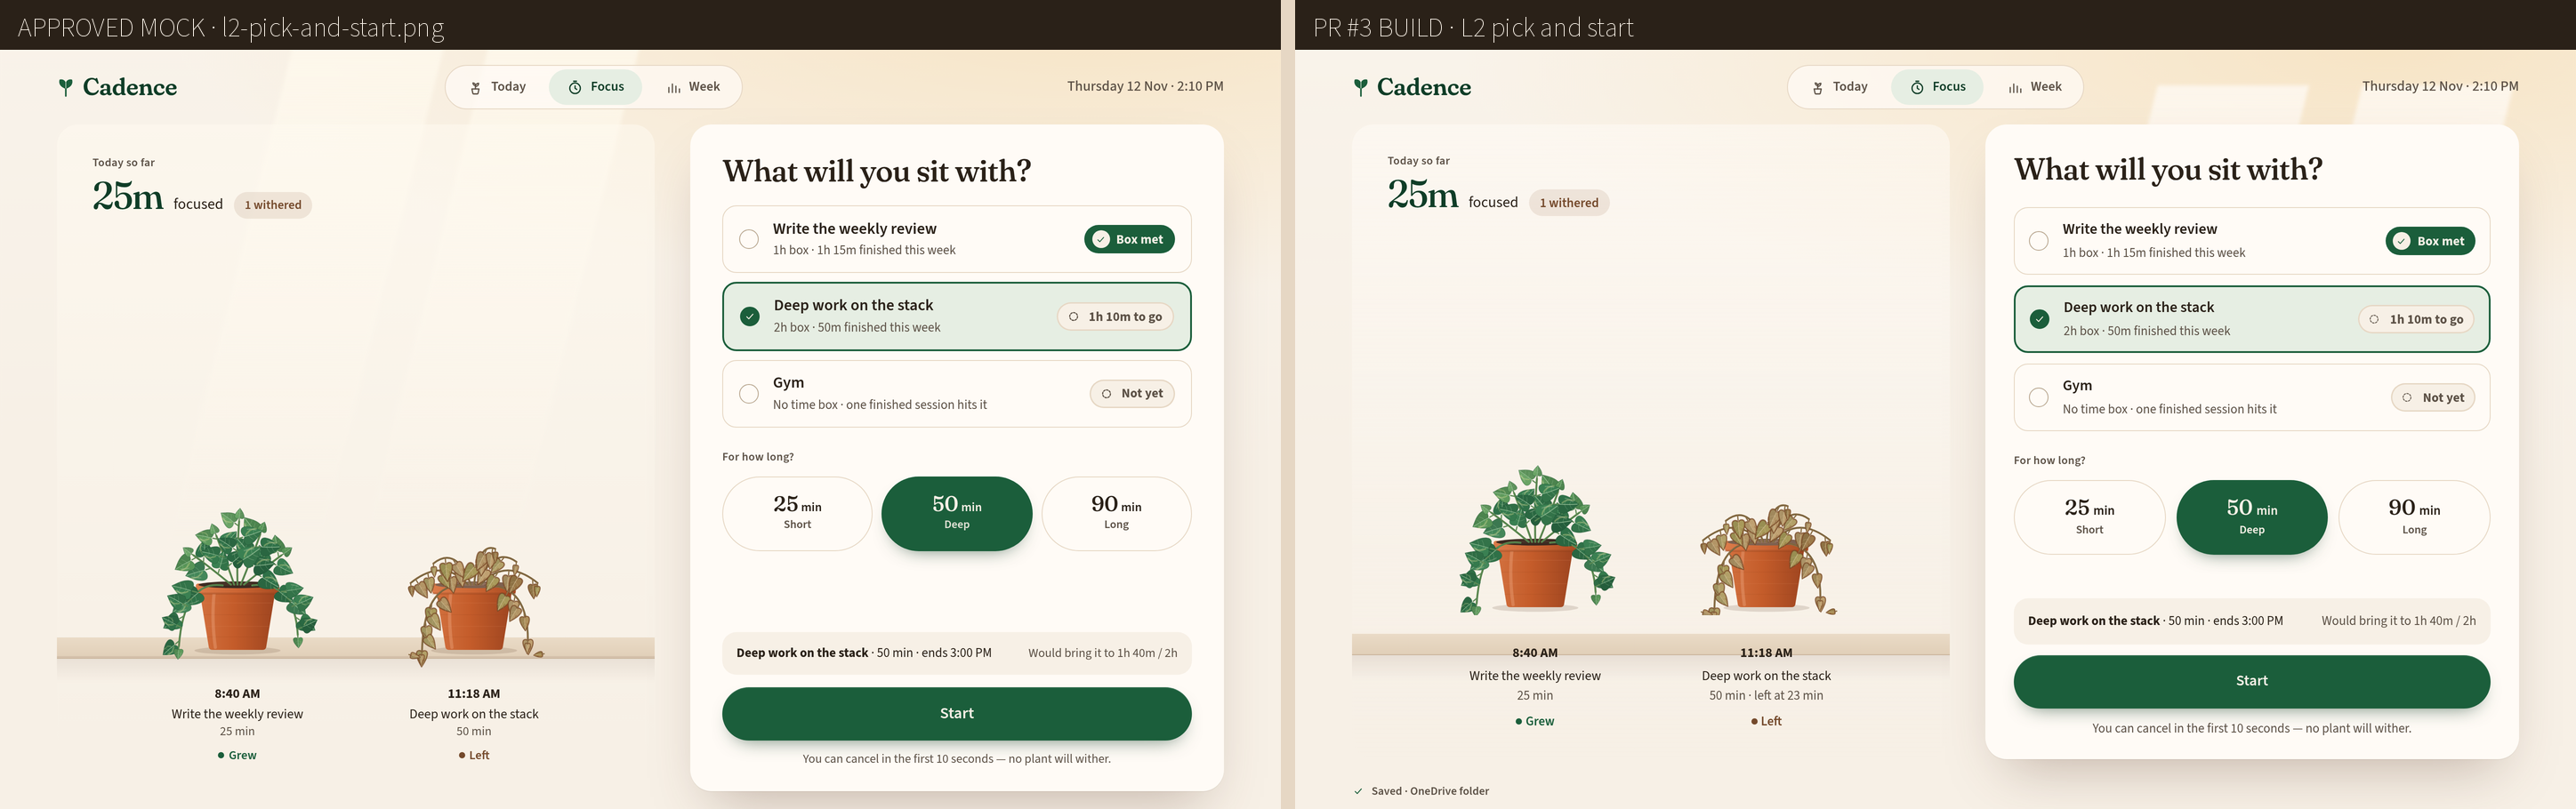 APPROVED MOCK · l2-pick-and-start.png
Cadence
Today
Focus
Week
Thursday 12 Nov · 2:10 PM
Today so far
25m focused
1 withered
8:40 AM
Write the weekly review
25 min
Grew
11:18 AM
Deep work on the stack
50 min
Left
What will you sit with?
Write the weekly review
1h box · 1h 15m finished this week
Box met
Deep work on the stack
2h box · 50m finished this week
1h 10m to go
Gym
No time box · one finished session hits it
Not yet
For how long?
25 min
Short
50 min
Deep
90 min
Long
Deep work on the stack · 50 min · ends 3:00 PM
Would bring it to 1h 40m / 2h
Start
You can cancel in the first 10 seconds — no plant will wither.
PR #3 BUILD · L2 pick and start
Cadence
Today
Focus
Week
Thursday 12 Nov · 2:10 PM
Today so far
25m focused
1 withered
8:40 AM
Write the weekly review
25 min
Grew
11:18 AM
Deep work on the stack
50 min · left at 23 min
Left
Saved · OneDrive folder
What will you sit with?
Write the weekly review
1h box · 1h 15m finished this week
Box met
Deep work on the stack
2h box · 50m finished this week
1h 10m to go
Gym
No time box · one finished session hits it
Not yet
For how long?
25 min
Short
50 min
Deep
90 min
Long
Deep work on the stack · 50 min · ends 3:00 PM
Would bring it to 1h 40m / 2h
Start
You can cancel in the first 10 seconds — no plant will wither.